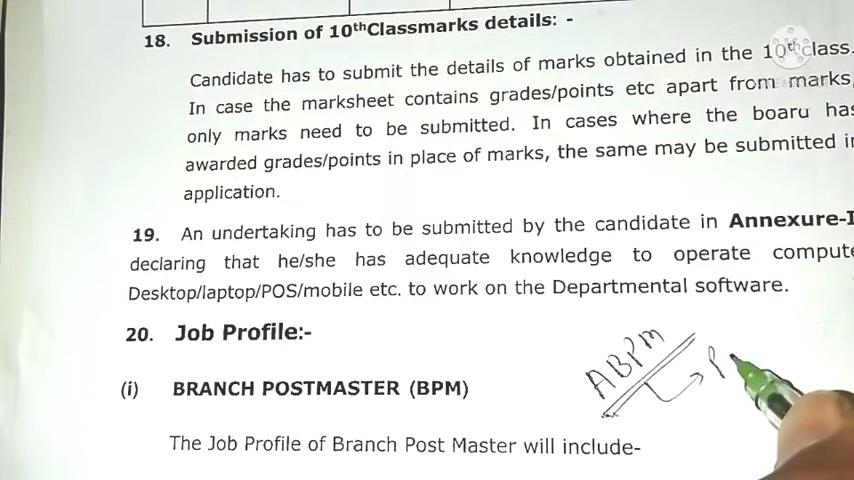 18. Submission of 10thClassmarks details: -
Candidate has to submit the details of marks obtained in the 10th class.
In case the marksheet contains grades/points etc apart from marks,
only marks need to be submitted. In cases where the board has
awarded grades/points in place of marks, the same may be submitted in
application.
19. An undertaking has to be submitted by the candidate in Annexure-I
declaring that he/she has adequate knowledge to operate compute
Desktop/laptop/POS/mobile etc. to work on the Departmental software.
20. Job Profile:-
ABPM
P
(i) BRANCH POSTMASTER (BPM)
The Job Profile of Branch Post Master will include-